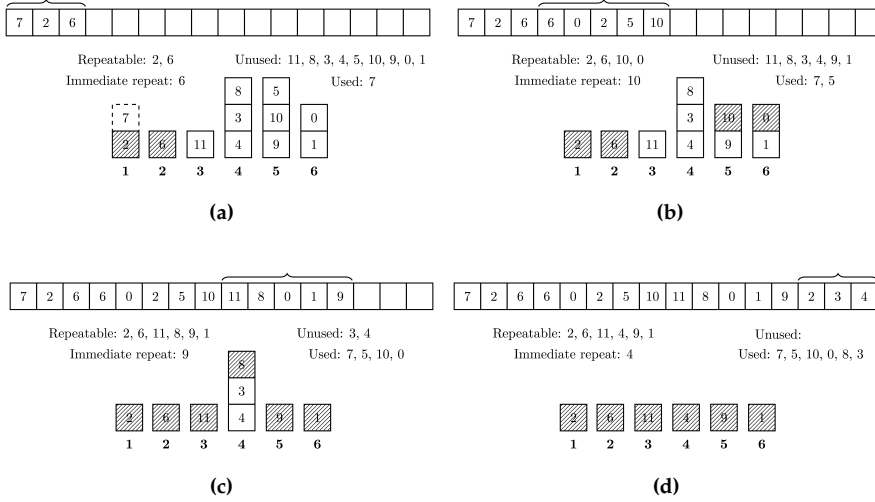 7 2 6
Repeatable: 2, 6 Unused: 11, 8, 3, 4, 5, 10, 9, 0, 1
Immediate repeat: 6 Used: 7
8 5
7 3 10 0
2 6 11 4 9 1
1 2 3 4 5 6
(a)
7 2 6 6 0 2 5 10
Repeatable: 2, 6, 10, 0 Unused: 11, 8, 3, 4, 9, 1
Immediate repeat: 10 Used: 7, 5
8
3 10 0
2 6 11 4 9 1
1 2 3 4 5 6
(b)
7 2 6 6 0 2 5 10 11 8 0 1 9
Repeatable: 2, 6, 11, 8, 9, 1 Unused: 3, 4
Immediate repeat: 9 Used: 7, 5, 10, 0
8
3
2 6 11 4 9 1
1 2 3 4 5 6
(c)
7 2 6 6 0 2 5 10 11 8 0 1 9 2 3 4
Repeatable: 2, 6, 11, 4, 9, 1 Unused:
Immediate repeat: 4 Used: 7, 5, 10, 0, 8, 3
2 6 11 4 9 1
1 2 3 4 5 6
(d)